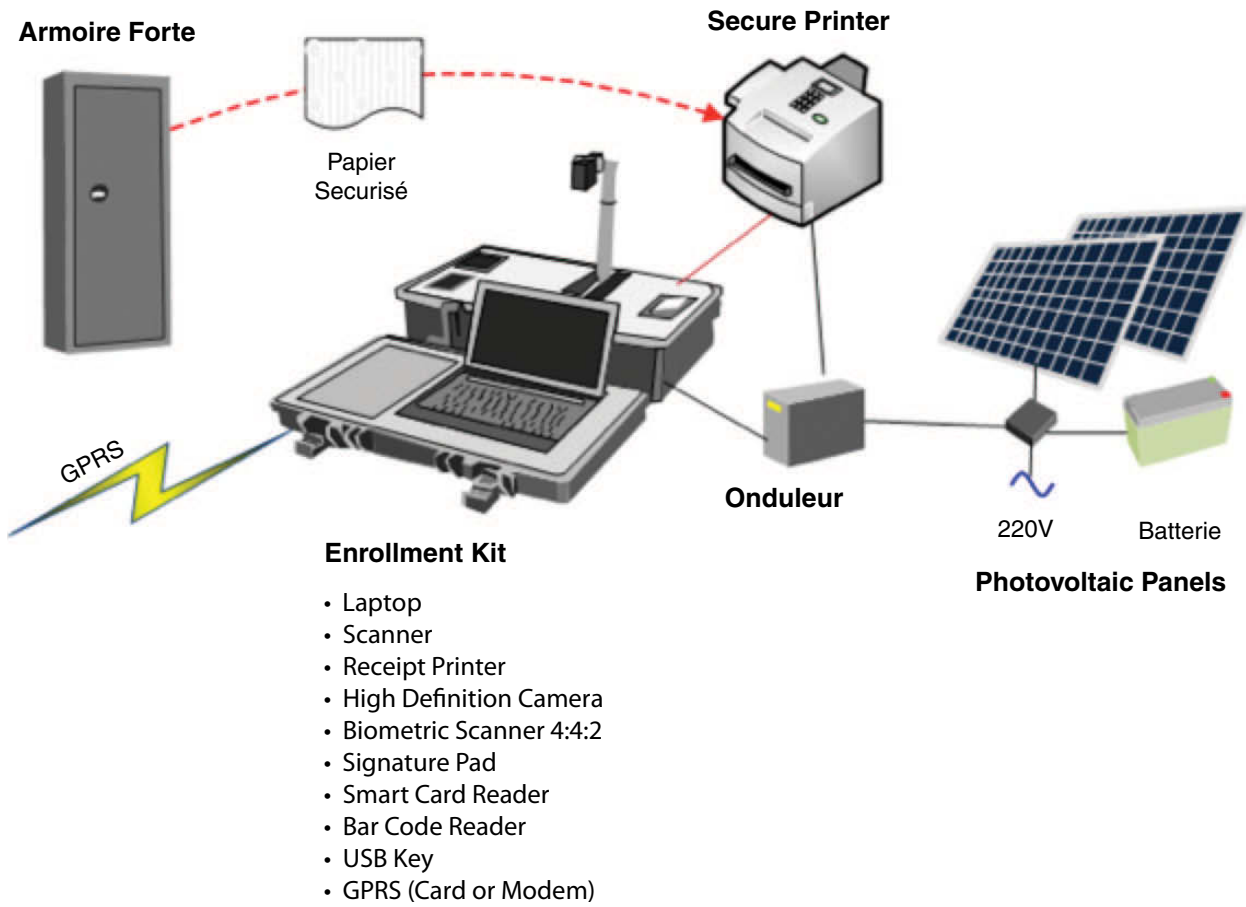 Armoire Forte
Secure Printer
Papier
Securisé
GPRS
Onduleur
220V
Batterie
Photovoltaic Panels
Enrollment Kit
• Laptop
• Scanner
• Receipt Printer
• High Definition Camera
• Biometric Scanner 4:4:2
• Signature Pad
• Smart Card Reader
• Bar Code Reader
• USB Key
• GPRS (Card or Modem)